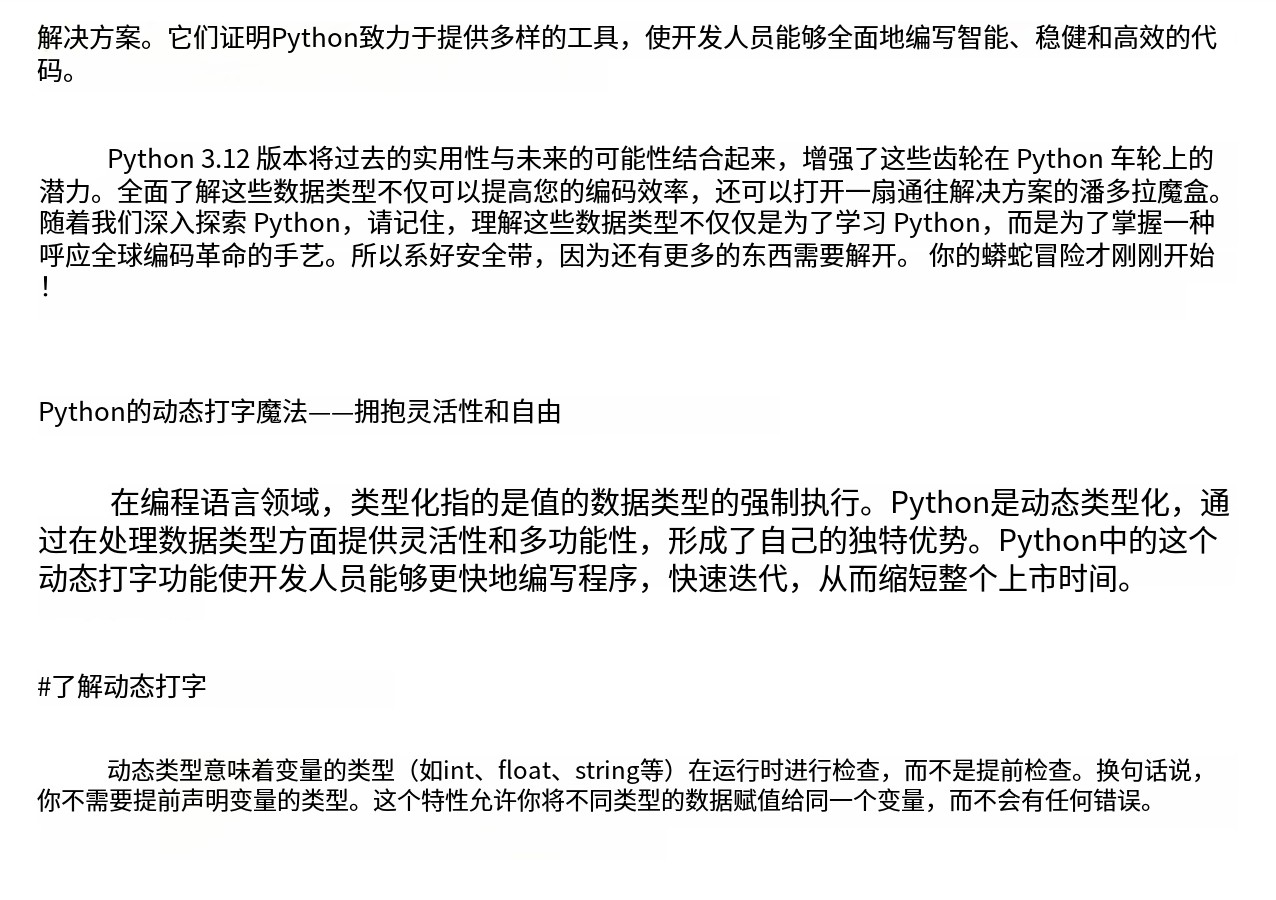 解决方案。它们证明Python致力于提供多样的工具，使开发人员能够全面地编写智能、稳健和高效的代
码。
Python 3.12 版本将过去的实用性与未来的可能性结合起来，增强了这些齿轮在 Python 车轮上的
潜力。全面了解这些数据类型不仅可以提高您的编码效率，还可以打开一扇通往解决方案的潘多拉魔盒。
随着我们深入探索 Python，请记住，理解这些数据类型不仅仅是为了学习 Python，而是为了掌握一种
呼应全球编码革命的手艺。所以系好安全带，因为还有更多的东西需要解开。 你的蟒蛇冒险才刚刚开始
！
Python的动态打字魔法——拥抱灵活性和自由
在编程语言领域，类型化指的是值的数据类型的强制执行。Python是动态类型化，通
过在处理数据类型方面提供灵活性和多功能性，形成了自己的独特优势。Python中的这个
动态打字功能使开发人员能够更快地编写程序，快速迭代，从而缩短整个上市时间。
#了解动态打字
动态类型意味着变量的类型（如int、float、string等）在运行时进行检查，而不是提前检查。换句话说，
你不需要提前声明变量的类型。这个特性允许你将不同类型的数据赋值给同一个变量，而不会有任何错误。